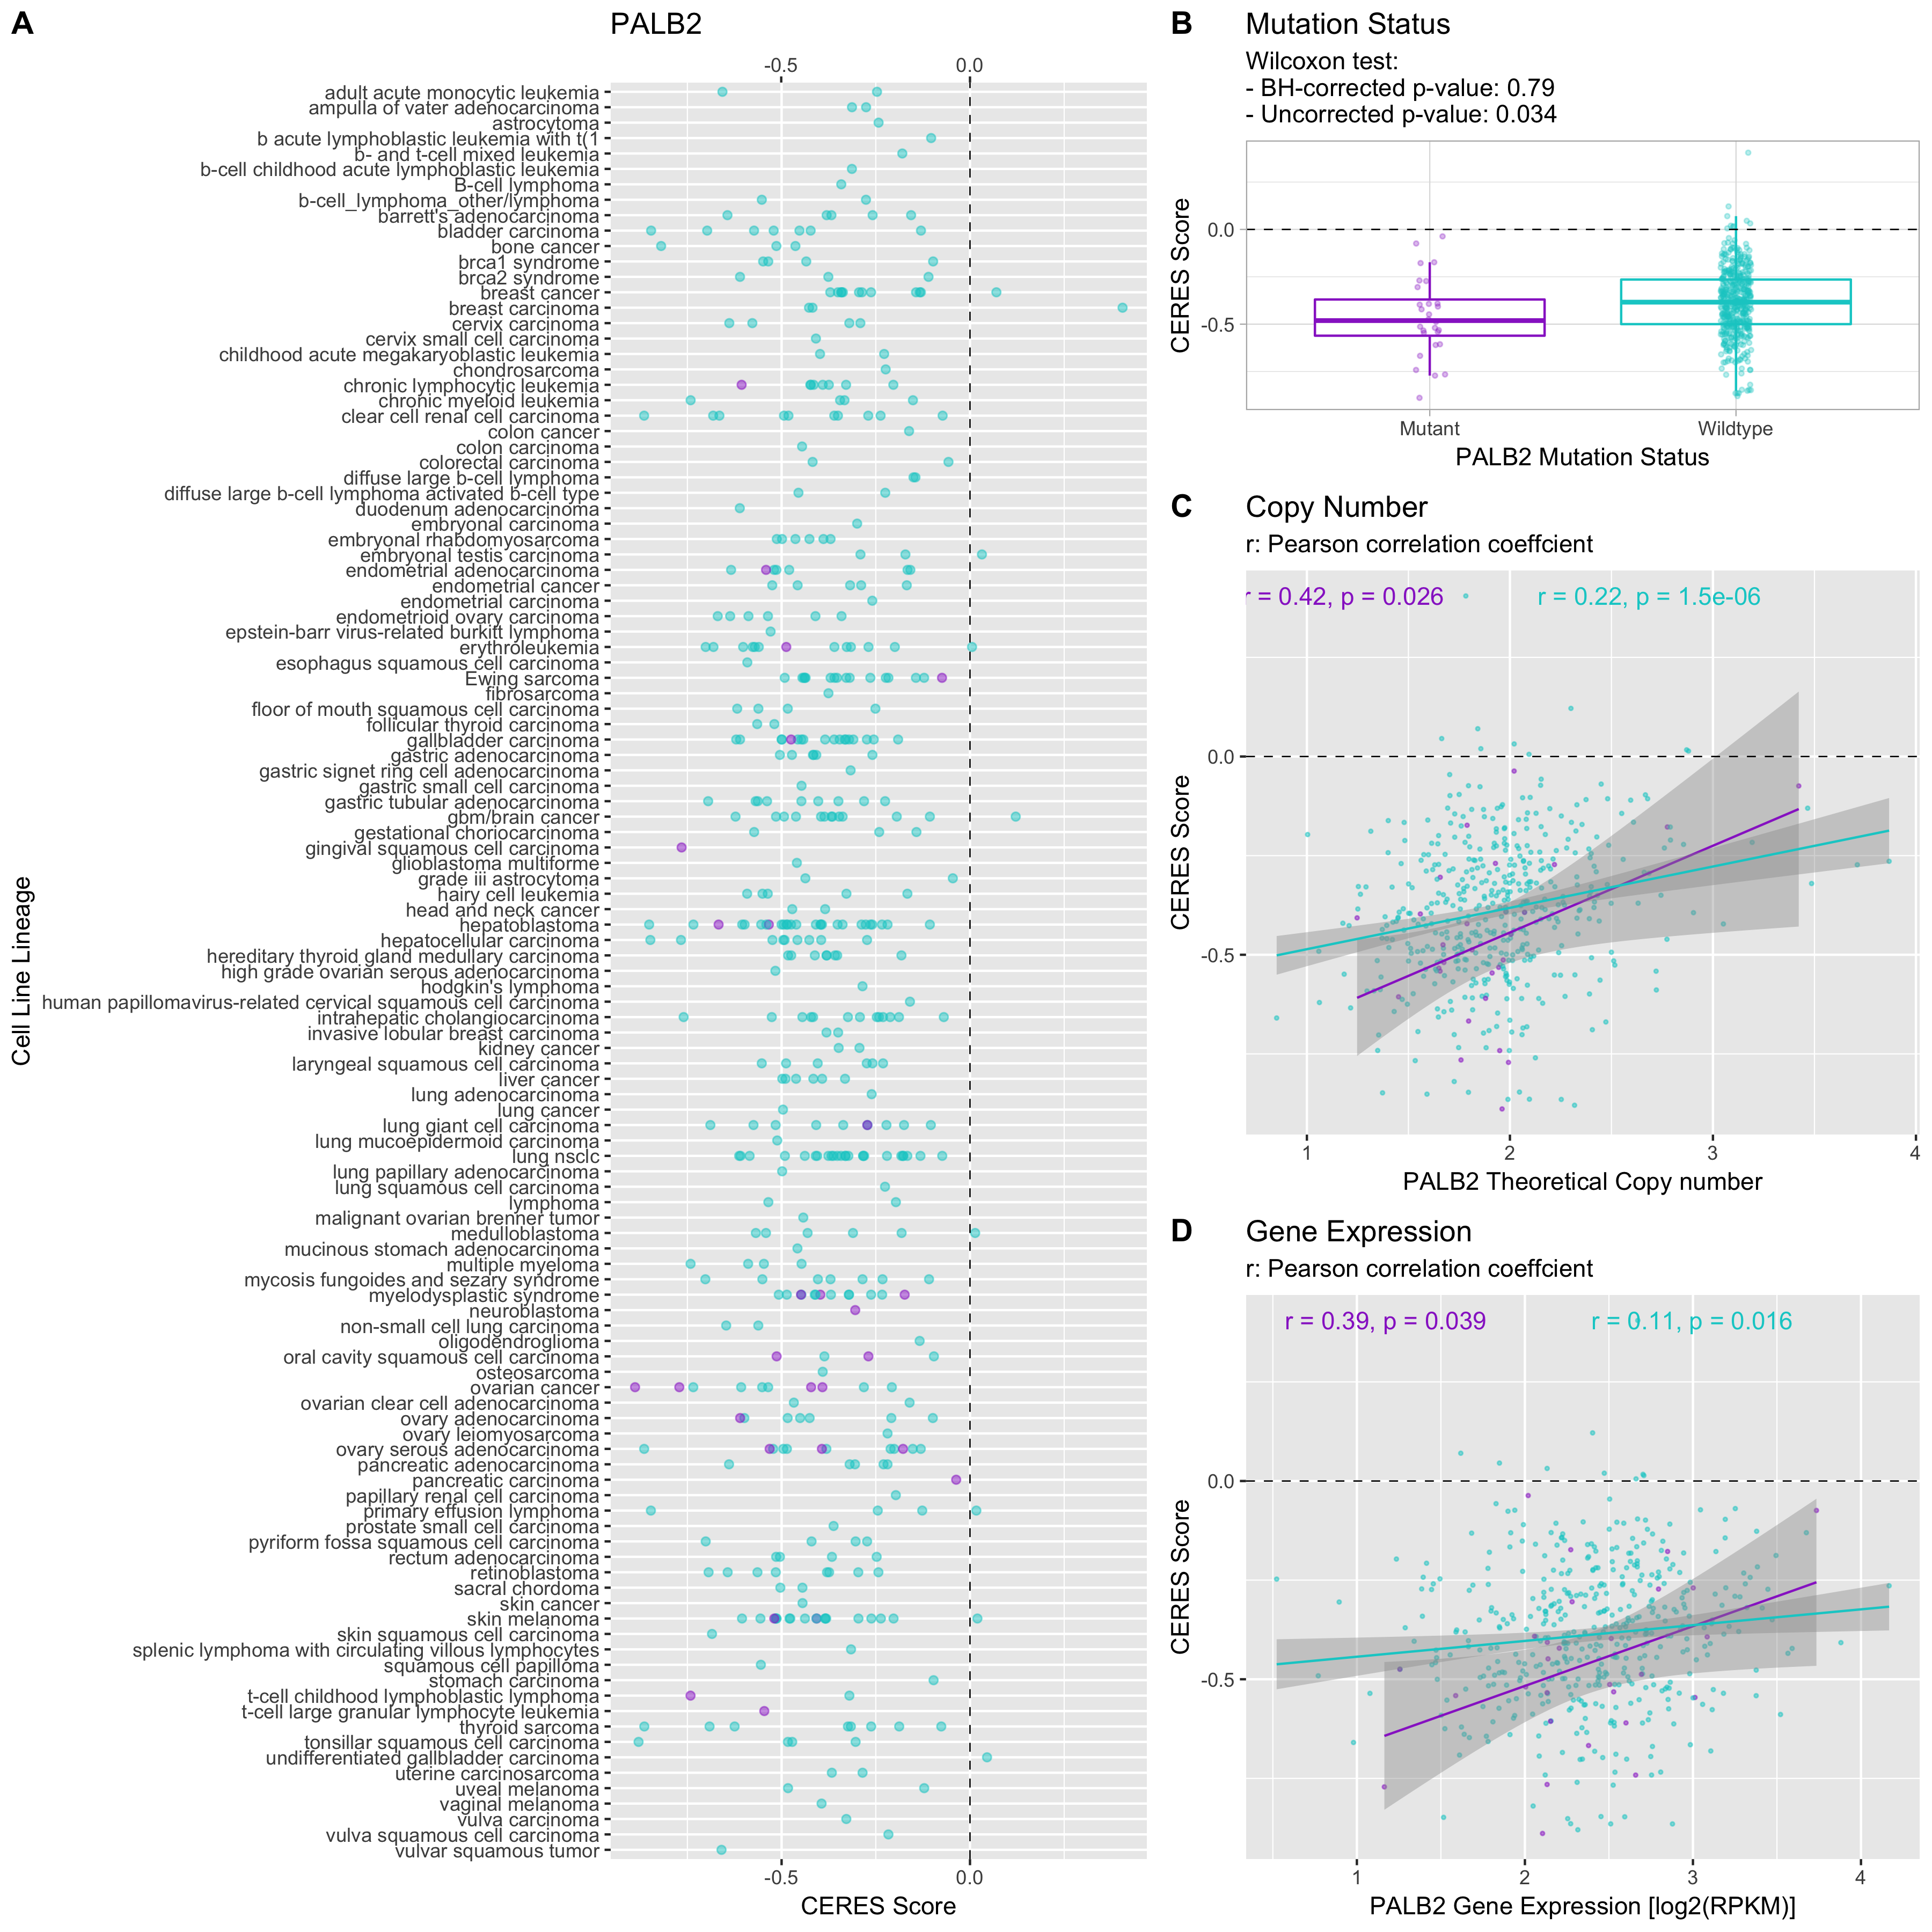 A
PALB2
-0.5
0.0
adult acute monocytic leukemia
ampulla of vater adenocarcinoma
astrocytoma
b acute lymphoblastic leukemia with t(1
b- and t-cell mixed leukemia
b-cell childhood acute lymphoblastic leukemia
B-cell lymphoma
b-cell_lymphoma_other/lymphoma
barrett's adenocarcinoma
bladder carcinoma
bone cancer
brca1 syndrome
brca2 syndrome
breast cancer
breast carcinoma
cervix carcinoma
cervix small cell carcinoma
childhood acute megakaryoblastic leukemia
chondrosarcoma
chronic lymphocytic leukemia
chronic myeloid leukemia
clear cell renal cell carcinoma
colon cancer
colon carcinoma
colorectal carcinoma
diffuse large b-cell lymphoma
diffuse large b-cell lymphoma activated b-cell type
duodenum adenocarcinoma
embryonal carcinoma
embryonal rhabdomyosarcoma
embryonal testis carcinoma
endometrial adenocarcinoma
endometrial cancer
endometrial carcinoma
endometrioid ovary carcinoma
epstein-barr virus-related burkitt lymphoma
erythroleukemia
esophagus squamous cell carcinoma
Ewing sarcoma
fibrosarcoma
floor of mouth squamous cell carcinoma
follicular thyroid carcinoma
gallbladder carcinoma
gastric adenocarcinoma
gastric signet ring cell adenocarcinoma
gastric small cell carcinoma
gastric tubular adenocarcinoma
gbm/brain cancer
gestational choriocarcinoma
gingival squamous cell carcinoma
glioblastoma multiforme
grade iii astrocytoma
hairy cell leukemia
head and neck cancer
hepatoblastoma
hepatocellular carcinoma
hereditary thyroid gland medullary carcinoma
high grade ovarian serous adenocarcinoma
hodgkin's lymphoma
human papillomavirus-related cervical squamous cell carcinoma
intrahepatic cholangiocarcinoma
invasive lobular breast carcinoma
kidney cancer
laryngeal squamous cell carcinoma
liver cancer
lung adenocarcinoma
lung cancer
lung giant cell carcinoma
lung mucoepidermoid carcinoma
lung nsclc
lung papillary adenocarcinoma
lung squamous cell carcinoma
lymphoma
malignant ovarian brenner tumor
medulloblastoma
mucinous stomach adenocarcinoma
multiple myeloma
mycosis fungoides and sezary syndrome
myelodysplastic syndrome
neuroblastoma
non-small cell lung carcinoma
oligodendroglioma
oral cavity squamous cell carcinoma
osteosarcoma
ovarian cancer
ovarian clear cell adenocarcinoma
ovary adenocarcinoma
ovary leiomyosarcoma
ovary serous adenocarcinoma
pancreatic adenocarcinoma
pancreatic carcinoma
papillary renal cell carcinoma
primary effusion lymphoma
prostate small cell carcinoma
pyriform fossa squamous cell carcinoma
rectum adenocarcinoma
retinoblastoma
sacral chordoma
skin cancer
skin melanoma
skin squamous cell carcinoma
splenic lymphoma with circulating villous lymphocytes
squamous cell papilloma
stomach carcinoma
t-cell childhood lymphoblastic lymphoma
t-cell large granular lymphocyte leukemia
thyroid sarcoma
tonsillar squamous cell carcinoma
undifferentiated gallbladder carcinoma
uterine carcinosarcoma
uveal melanoma
vaginal melanoma
vulva carcinoma
vulva squamous cell carcinoma
vulvar squamous tumor
-0.5
0.0
CERES Score
Cell Line Lineage
B
Mutation Status
Wilcoxon test:
- BH-corrected p-value: 0.79
- Uncorrected p-value: 0.034
0.0
-0.5
CERES Score
Mutant
Wildtype
PALB2 Mutation Status
C
Copy Number
r: Pearson correlation coeffcient
r = 0.42, p = 0.026
r = 0.22, p = 1.5e-06
0.0
-0.5
CERES Score
1
2
3
4
PALB2 Theoretical Copy number
D
Gene Expression
r: Pearson correlation coeffcient
r = 0.39, p = 0.039
r = 0.11, p = 0.016
0.0
-0.5
CERES Score
1
2
3
4
PALB2 Gene Expression [log2(RPKM)]